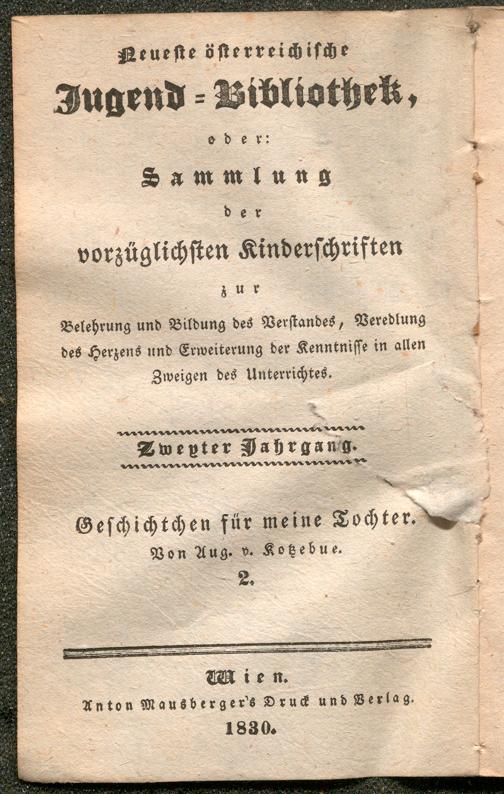 Neueste österreichische
Jugend-Bibliothek,
oder:
Sammlung
der
vorzüglichsten Kinderschriften
zur
Belehrung und Bildung des Verstandes, Veredlung
des Herzens und Erweiterung der Kenntnisse in allen
Zweigen des Unterrichtes.
Zweyter Jahrgang.
Geschichtchen für meine Tochter.
Von Aug. v. Kotzebue.
2.
Wien.
Anton Mausberger's Druck und Verlag.
1830.